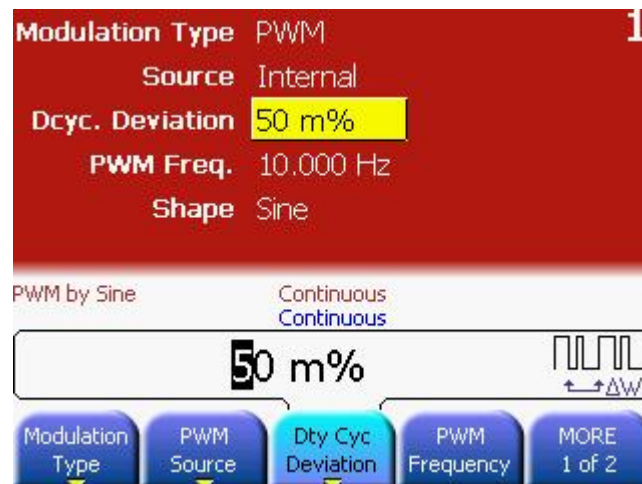 Modulation Type PWM 1
Source Internal
Dcyc. Deviation 50 m%
PWM Freq. 10.000 Hz
Shape Sine
PWM by Sine Continuous
Continuous
50 m%
ΔW
Modulation Type
PWM Source
Dty Cyc Deviation
PWM Frequency
MORE 1 of 2